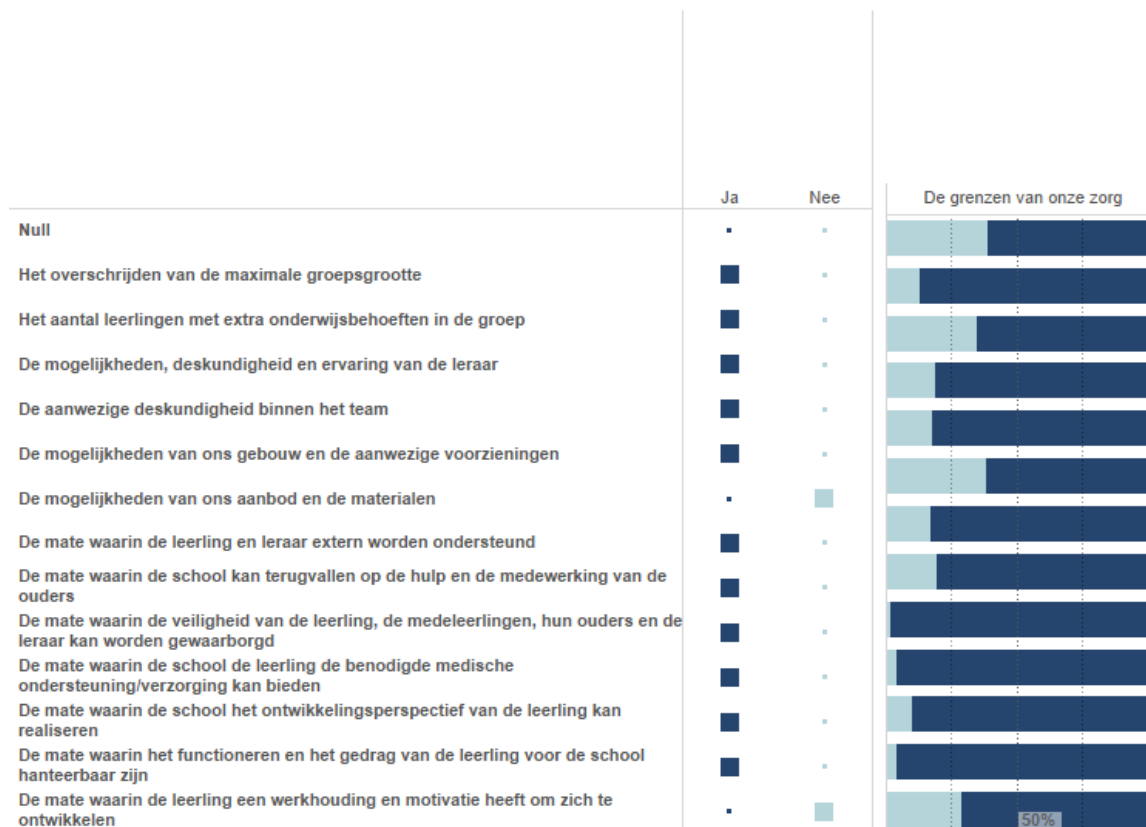 Ja Nee De grenzen van onze zorg
Null
Het overschrijden van de maximale groepsgrootte
Het aantal leerlingen met extra onderwijsbehoeften in de groep
De mogelijkheden, deskundigheid en ervaring van de leraar
De aanwezige deskundigheid binnen het team
De mogelijkheden van ons gebouw en de aanwezige voorzieningen
De mogelijkheden van ons aanbod en de materialen
De mate waarin de leerling en leraar extern worden ondersteund
De mate waarin de school kan terugvallen op de hulp en de medewerking van de
ouders
De mate waarin de veiligheid van de leerling, de medeleerlingen, hun ouders en de
leraar kan worden gewaarborgd
De mate waarin de school de leerling de benodigde medische
ondersteuning/verzorging kan bieden
De mate waarin de school het ontwikkelingsperspectief van de leerling kan
realiseren
De mate waarin het functioneren en het gedrag van de leerling voor de school
hanteerbaar zijn
De mate waarin de leerling een werkhouding en motivatie heeft om zich te
ontwikkelen
50%